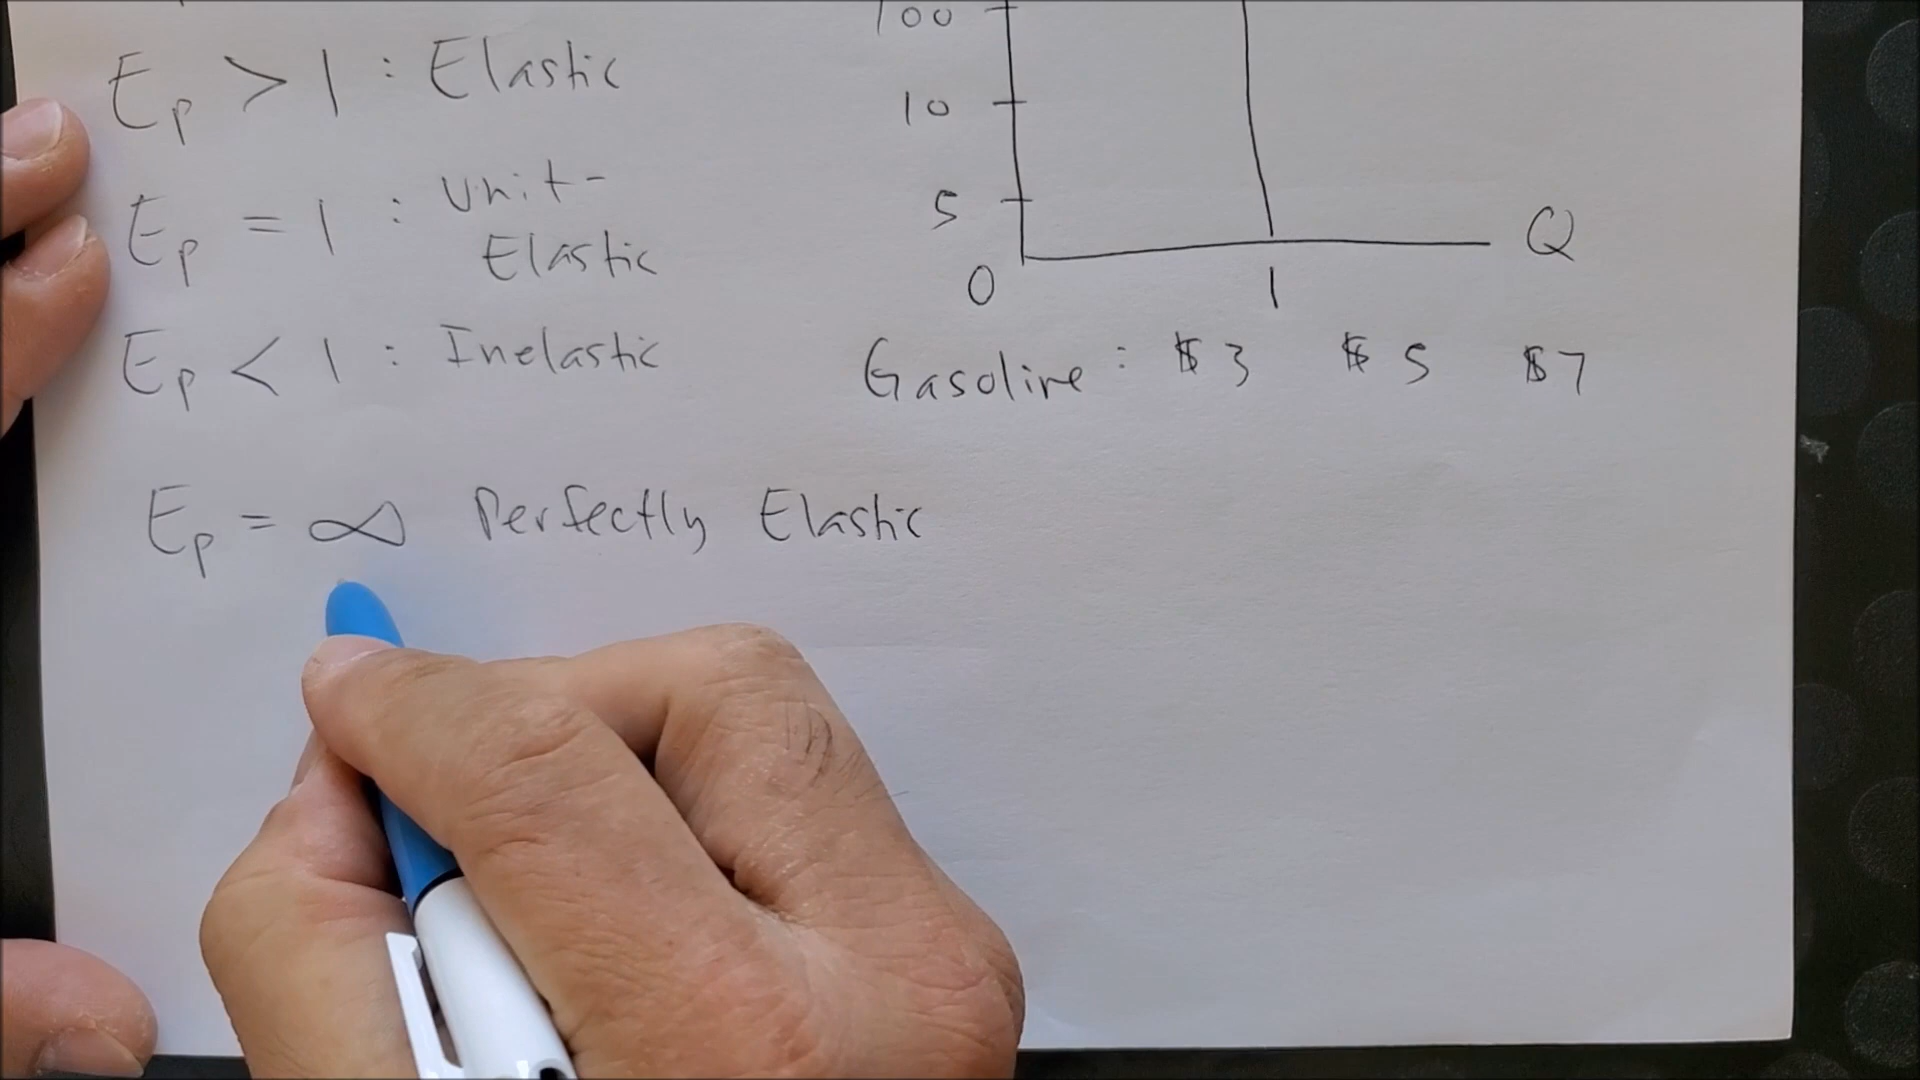 Ep > 1 : Elastic
Ep = 1 : Unit-
Elastic
Ep < 1 : Inelastic
Ep = ∞ Perfectly Elastic
100
10
5
0
1
Q
Gasoline : $3 $5 $7